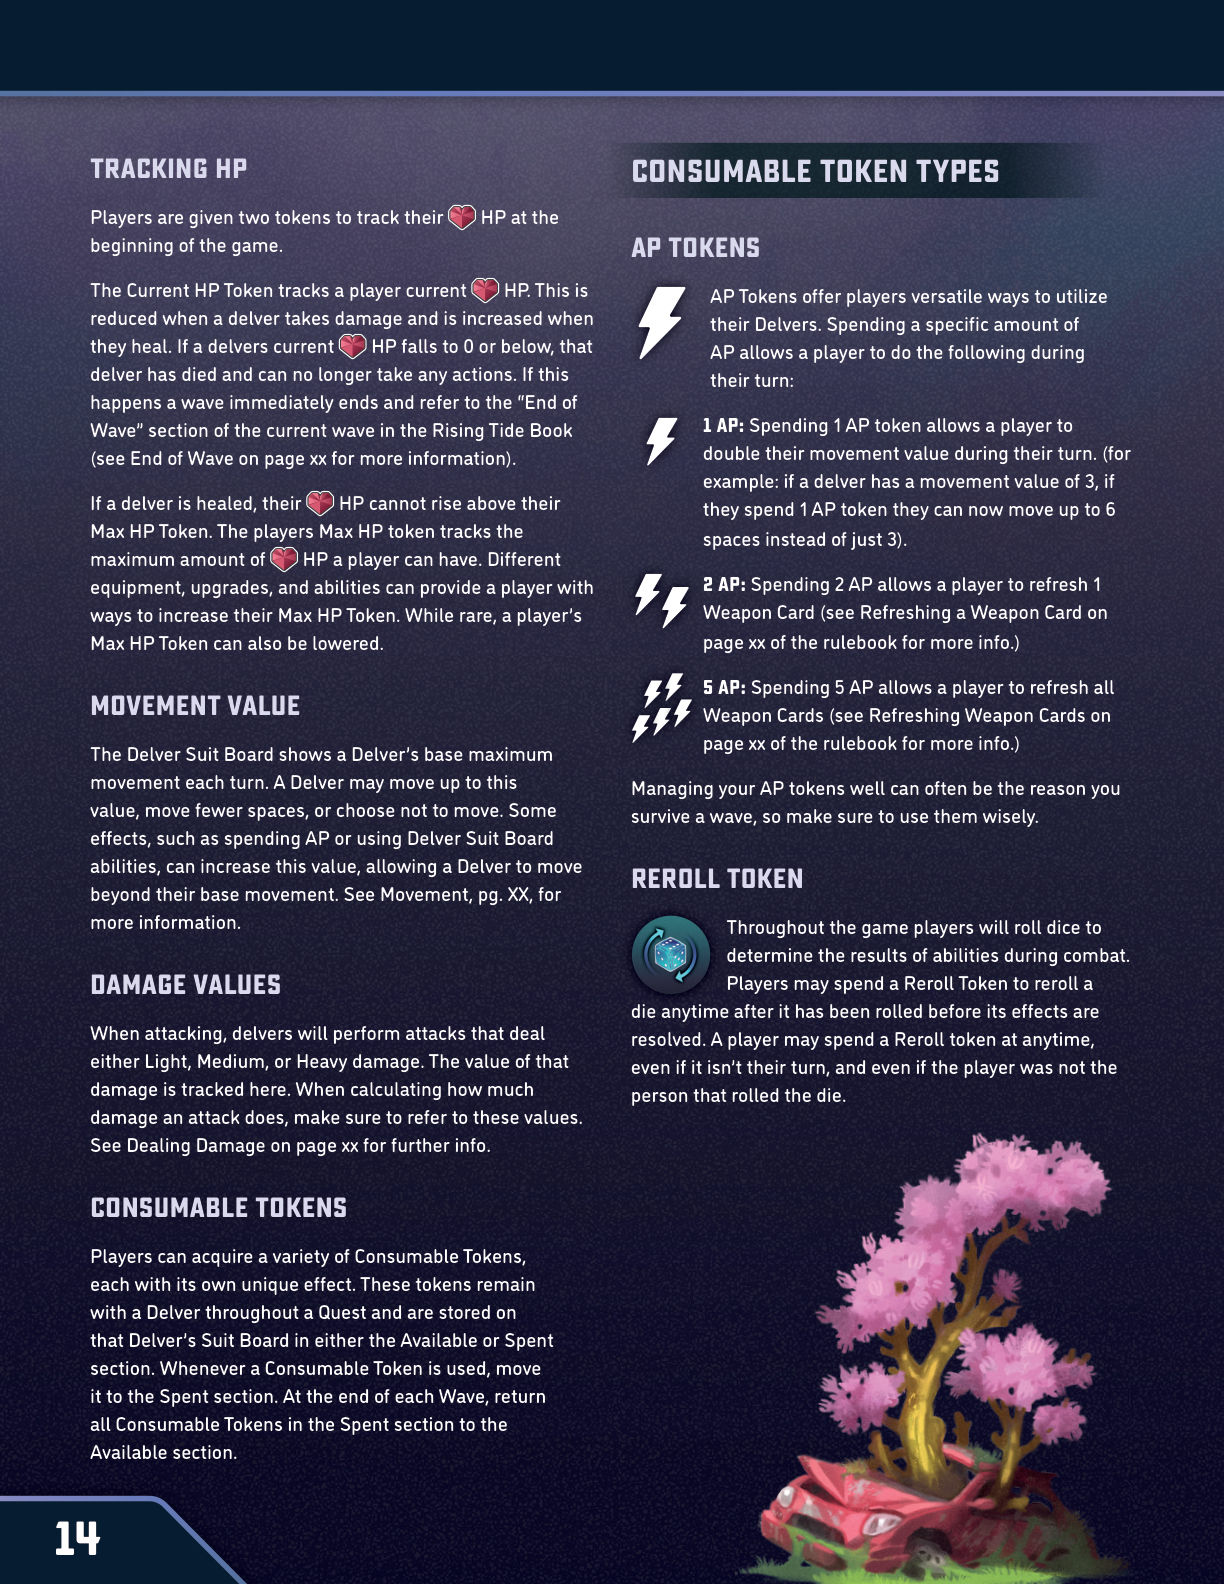 TRACKING HP
Players are given two tokens to track their HP at the
beginning of the game.
The Current HP Token tracks a player current HP. This is
reduced when a delver takes damage and is increased when
they heal. If a delvers current HP falls to 0 or below, that
delver has died and can no longer take any actions. If this
happens a wave immediately ends and refer to the "End of
Wave" section of the current wave in the Rising Tide Book
(see End of Wave on page xx for more information).
If a delver is healed, their HP cannot rise above their
Max HP Token. The players Max HP token tracks the
maximum amount of HP a player can have. Different
equipment, upgrades, and abilities can provide a player with
ways to increase their Max HP Token. While rare, a player's
Max HP Token can also be lowered.
MOVEMENT VALUE
The Delver Suit Board shows a Delver's base maximum
movement each turn. A Delver may move up to this
value, move fewer spaces, or choose not to move. Some
effects, such as spending AP or using Delver Suit Board
abilities, can increase this value, allowing a Delver to move
beyond their base movement. See Movement, pg. XX, for
more information.
DAMAGE VALUES
When attacking, delvers will perform attacks that deal
either Light, Medium, or Heavy damage. The value of that
damage is tracked here. When calculating how much
damage an attack does, make sure to refer to these values.
See Dealing Damage on page xx for further info.
CONSUMABLE TOKENS
Players can acquire a variety of Consumable Tokens,
each with its own unique effect. These tokens remain
with a Delver throughout a Quest and are stored on
that Delver's Suit Board in either the Available or Spent
section. Whenever a Consumable Token is used, move
it to the Spent section. At the end of each Wave, return
all Consumable Tokens in the Spent section to the
Available section.
CONSUMABLE TOKEN TYPES
AP TOKENS
AP Tokens offer players versatile ways to utilize
their Delvers. Spending a specific amount of
AP allows a player to do the following during
their turn:
1 AP: Spending 1 AP token allows a player to
double their movement value during their turn. (for
example: if a delver has a movement value of 3, if
they spend 1 AP token they can now move up to 6
spaces instead of just 3).
2 AP: Spending 2 AP allows a player to refresh 1
Weapon Card (see Refreshing a Weapon Card on
page xx of the rulebook for more info.)
5 AP: Spending 5 AP allows a player to refresh all
Weapon Cards (see Refreshing Weapon Cards on
page xx of the rulebook for more info.)
Managing your AP tokens well can often be the reason you
survive a wave, so make sure to use them wisely.
REROLL TOKEN
Throughout the game players will roll dice to
determine the results of abilities during combat.
Players may spend a Reroll Token to reroll a
die anytime after it has been rolled before its effects are
resolved. A player may spend a Reroll token at anytime,
even if it isn't their turn, and even if the player was not the
person that rolled the die.
14